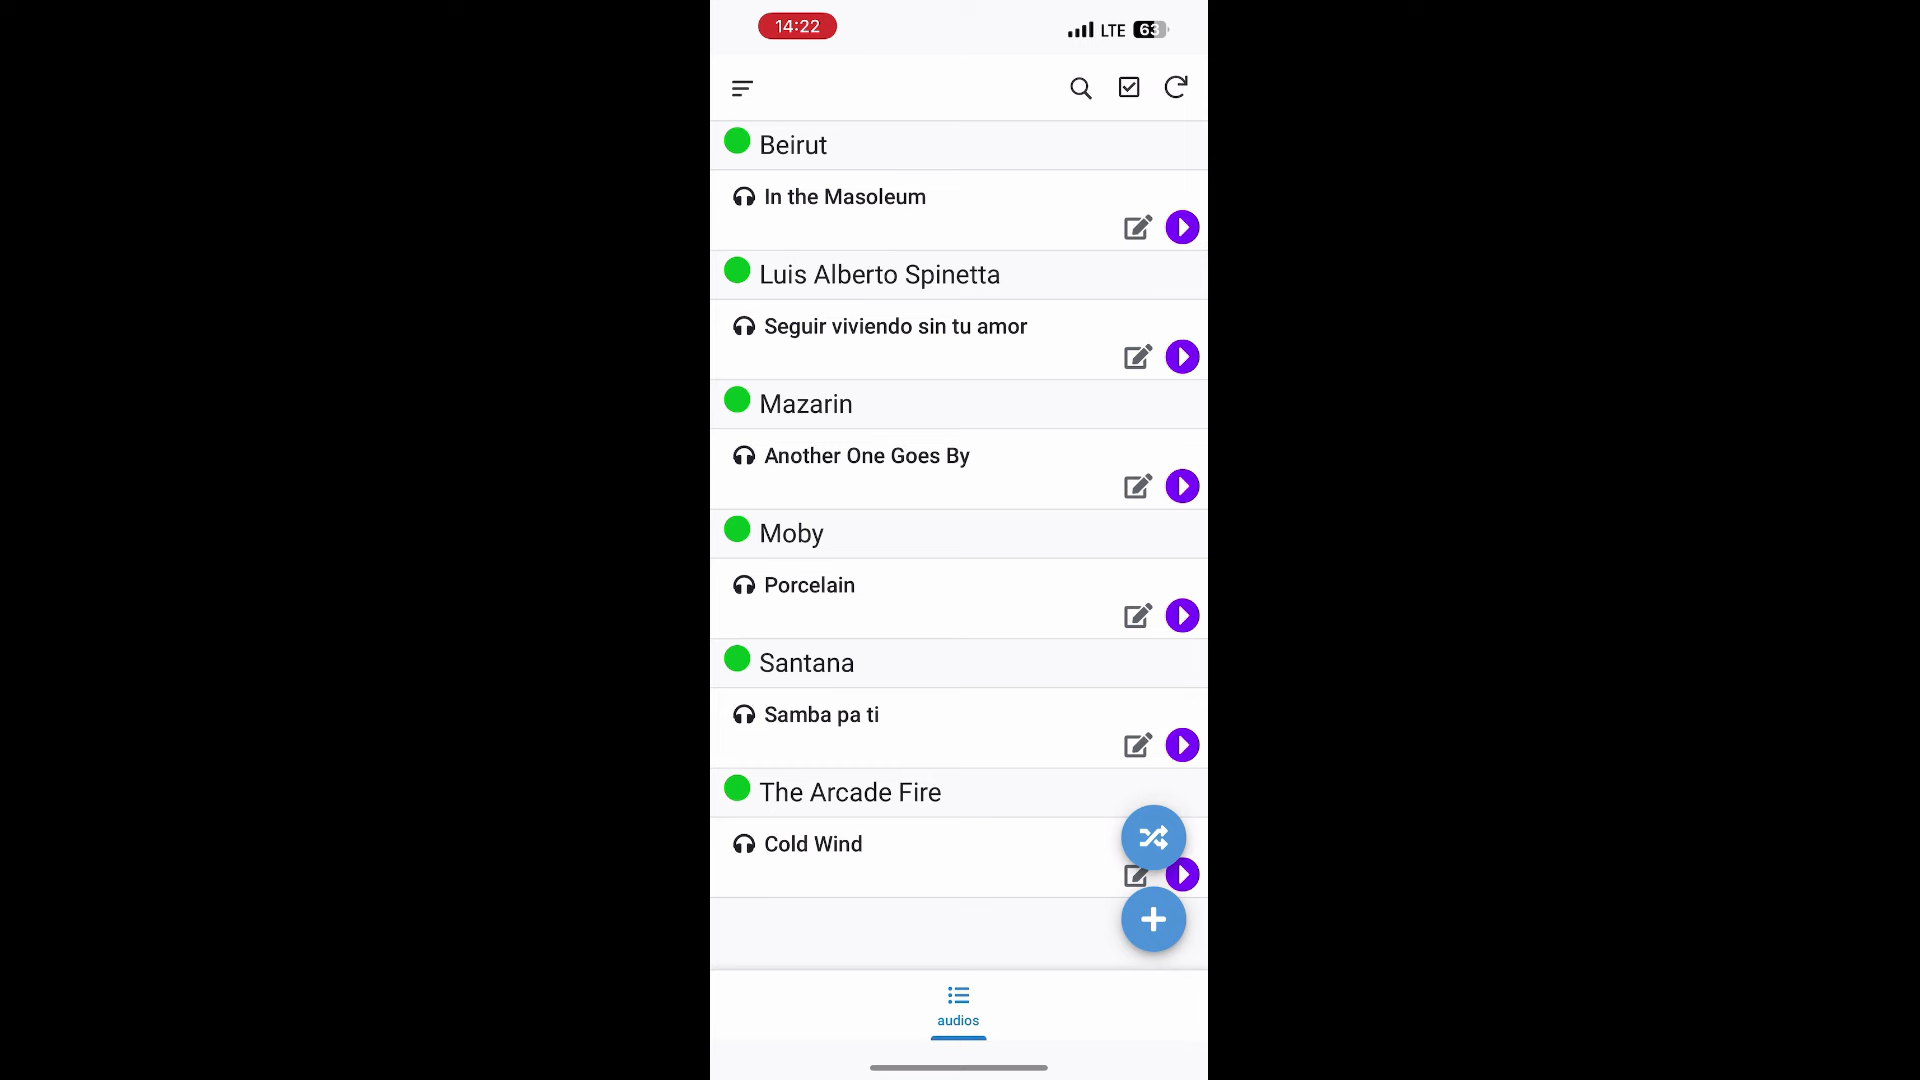 14:22 LTE 63
Beirut
In the Masoleum
Luis Alberto Spinetta
Seguir viviendo sin tu amor
Mazarin
Another One Goes By
Moby
Porcelain
Santana
Samba pa ti
The Arcade Fire
Cold Wind
audios